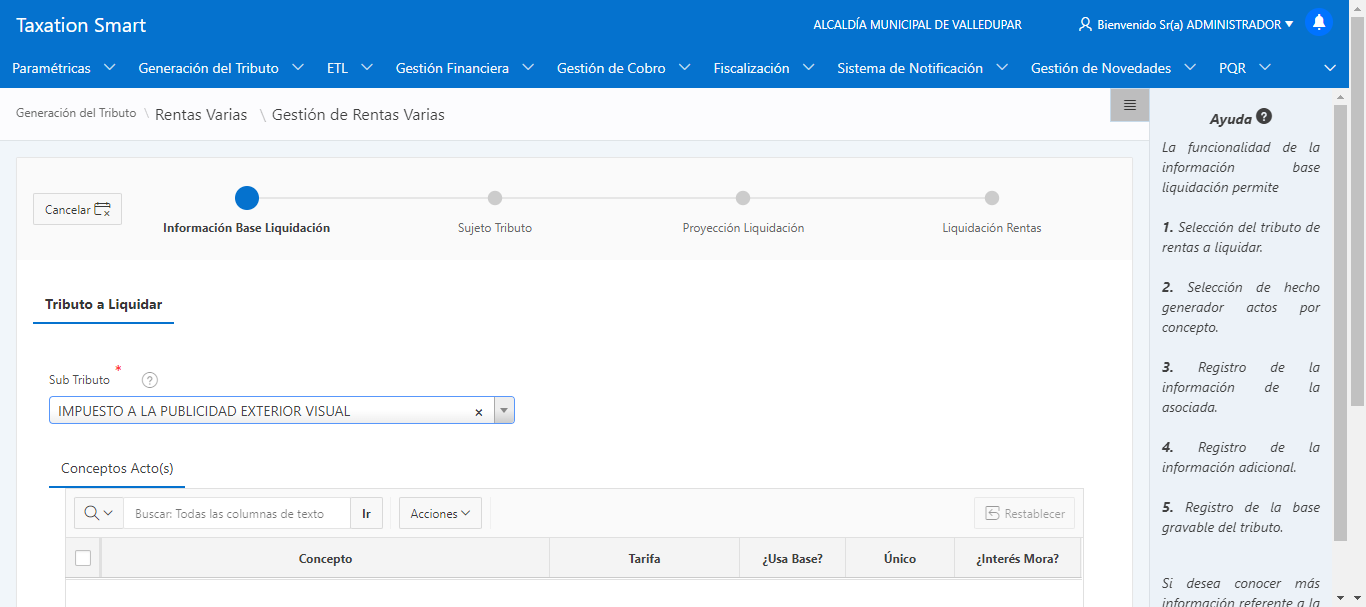 Taxation Smart
ALCALDÍA MUNICIPAL DE VALLEDUPAR
Bienvenido Sr(a) ADMINISTRADOR
Paramétricas
Generación del Tributo
ETL
Gestión Financiera
Gestión de Cobro
Fiscalización
Sistema de Notificación
Gestión de Novedades
PQR
Generación del Tributo \ Rentas Varias \ Gestión de Rentas Varias
Cancelar
Información Base Liquidación
Sujeto Tributo
Proyección Liquidación
Liquidación Rentas
Tributo a Liquidar
Sub Tributo *
?
IMPUESTO A LA PUBLICIDAD EXTERIOR VISUAL
Conceptos Acto(s)
Buscar: Todas las columnas de texto
Ir
Acciones
Restablecer
Concepto
Tarifa
¿Usa Base?
Único
¿Interés Mora?
Ayuda ?
La funcionalidad de la
información base
liquidación permite
1. Selección del tributo de
rentas a liquidar.
2. Selección de hecho
generador actos por
concepto.
3. Registro de la
información de la
asociada.
4. Registro de la
información adicional.
5. Registro de la base
gravable del tributo.
Si desea conocer más
información referente a la